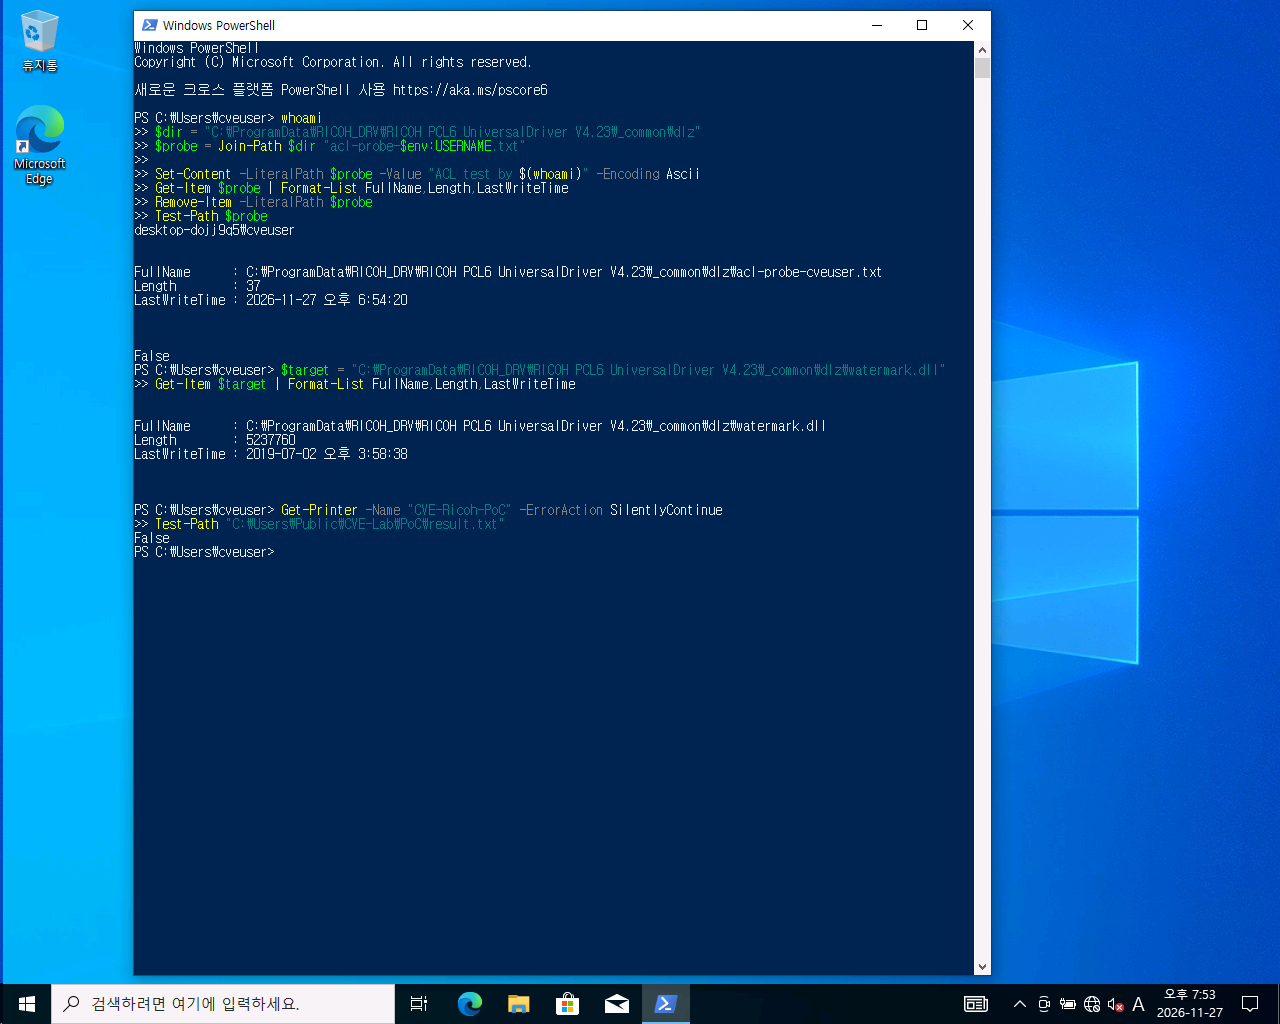 휴지통
Microsoft
Edge
Windows PowerShell
Windows PowerShell
Copyright (C) Microsoft Corporation. All rights reserved.
새로운 크로스 플랫폼 PowerShell 사용 https://aka.ms/pscore6
PS C:₩Users₩cveuser> whoami
>> $dir = "C:₩ProgramData₩RICOH_DRV₩RICOH PCL6 UniversalDriver V4.23₩_common₩dlz"
>> $probe = Join-Path $dir "acl-probe-$env:USERNAME.txt"
>>
>> Set-Content -LiteralPath $probe -Value "ACL test by $(whoami)" -Encoding Ascii
>> Get-Item $probe | Format-List FullName,Length,LastWriteTime
>> Remove-Item -LiteralPath $probe
>> Test-Path $probe
desktop-dojj9q5₩cveuser
FullName      : C:₩ProgramData₩RICOH_DRV₩RICOH PCL6 UniversalDriver V4.23₩_common₩dlz₩acl-probe-cveuser.txt
Length        : 37
LastWriteTime : 2026-11-27 오후 6:54:20
False
PS C:₩Users₩cveuser> $target = "C:₩ProgramData₩RICOH_DRV₩RICOH PCL6 UniversalDriver V4.23₩_common₩dlz₩watermark.dll"
>> Get-Item $target | Format-List FullName,Length,LastWriteTime
FullName      : C:₩ProgramData₩RICOH_DRV₩RICOH PCL6 UniversalDriver V4.23₩_common₩dlz₩watermark.dll
Length        : 5237760
LastWriteTime : 2019-07-02 오후 3:58:38
PS C:₩Users₩cveuser> Get-Printer -Name "CVE-Ricoh-PoC" -ErrorAction SilentlyContinue
>> Test-Path "C:₩Users₩Public₩CVE-Lab₩PoC₩result.txt"
False
PS C:₩Users₩cveuser>
검색하려면 여기에 입력하세요.
A
오후 7:53
2026-11-27